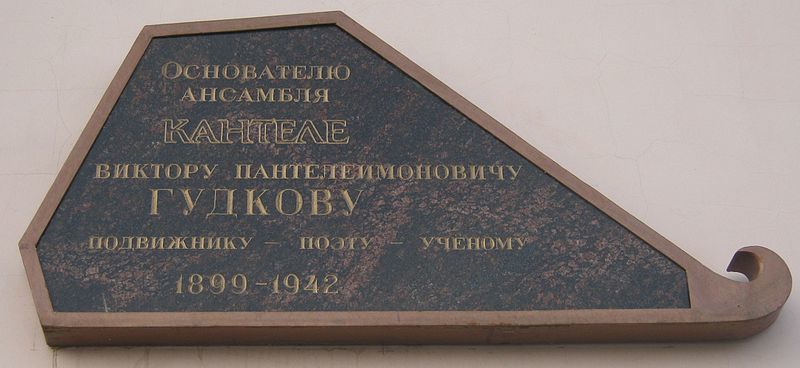 ОСНОВАТЕЛЮ
АНСАМБЛЯ
КАНТЕЛЕ
ВИКТОРУ ПАНТЕЛЕИМОНОВИЧУ
ГУДКОВУ
ПОДВИЖНИКУ – ПОЭТУ – УЧЕНОМУ
1899-1942